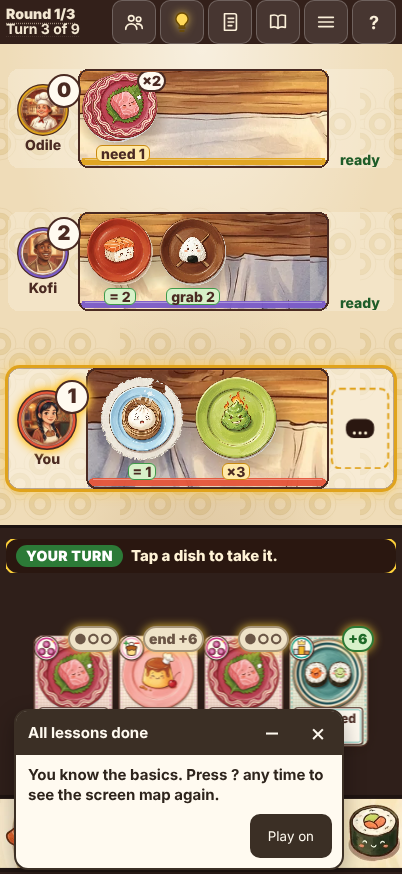 Round 1/3
Turn 3 of 9
?
0
×2
Odile
need 1
ready
2
Kofi
= 2
grab 2
ready
1
You
= 1
×3
...
YOUR TURN
Tap a dish to take it.
end +6
+6
ed
All lessons done
You know the basics. Press ? any time to
see the screen map again.
Play on